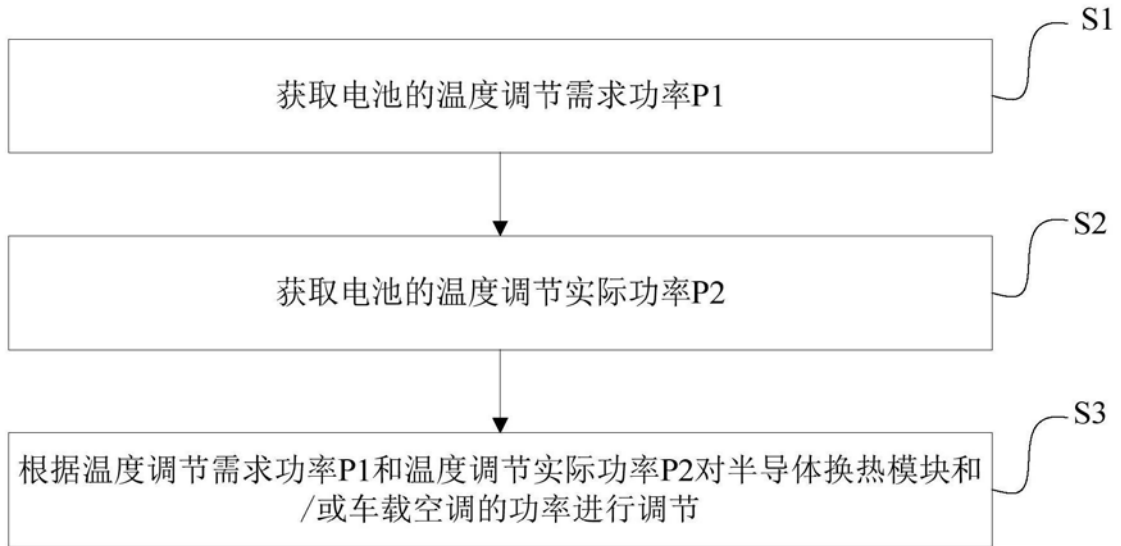 S1
获取电池的温度调节需求功率P1
S2
获取电池的温度调节实际功率P2
S3
根据温度调节需求功率P1和温度调节实际功率P2对半导体换热模块和
/或车载空调的功率进行调节